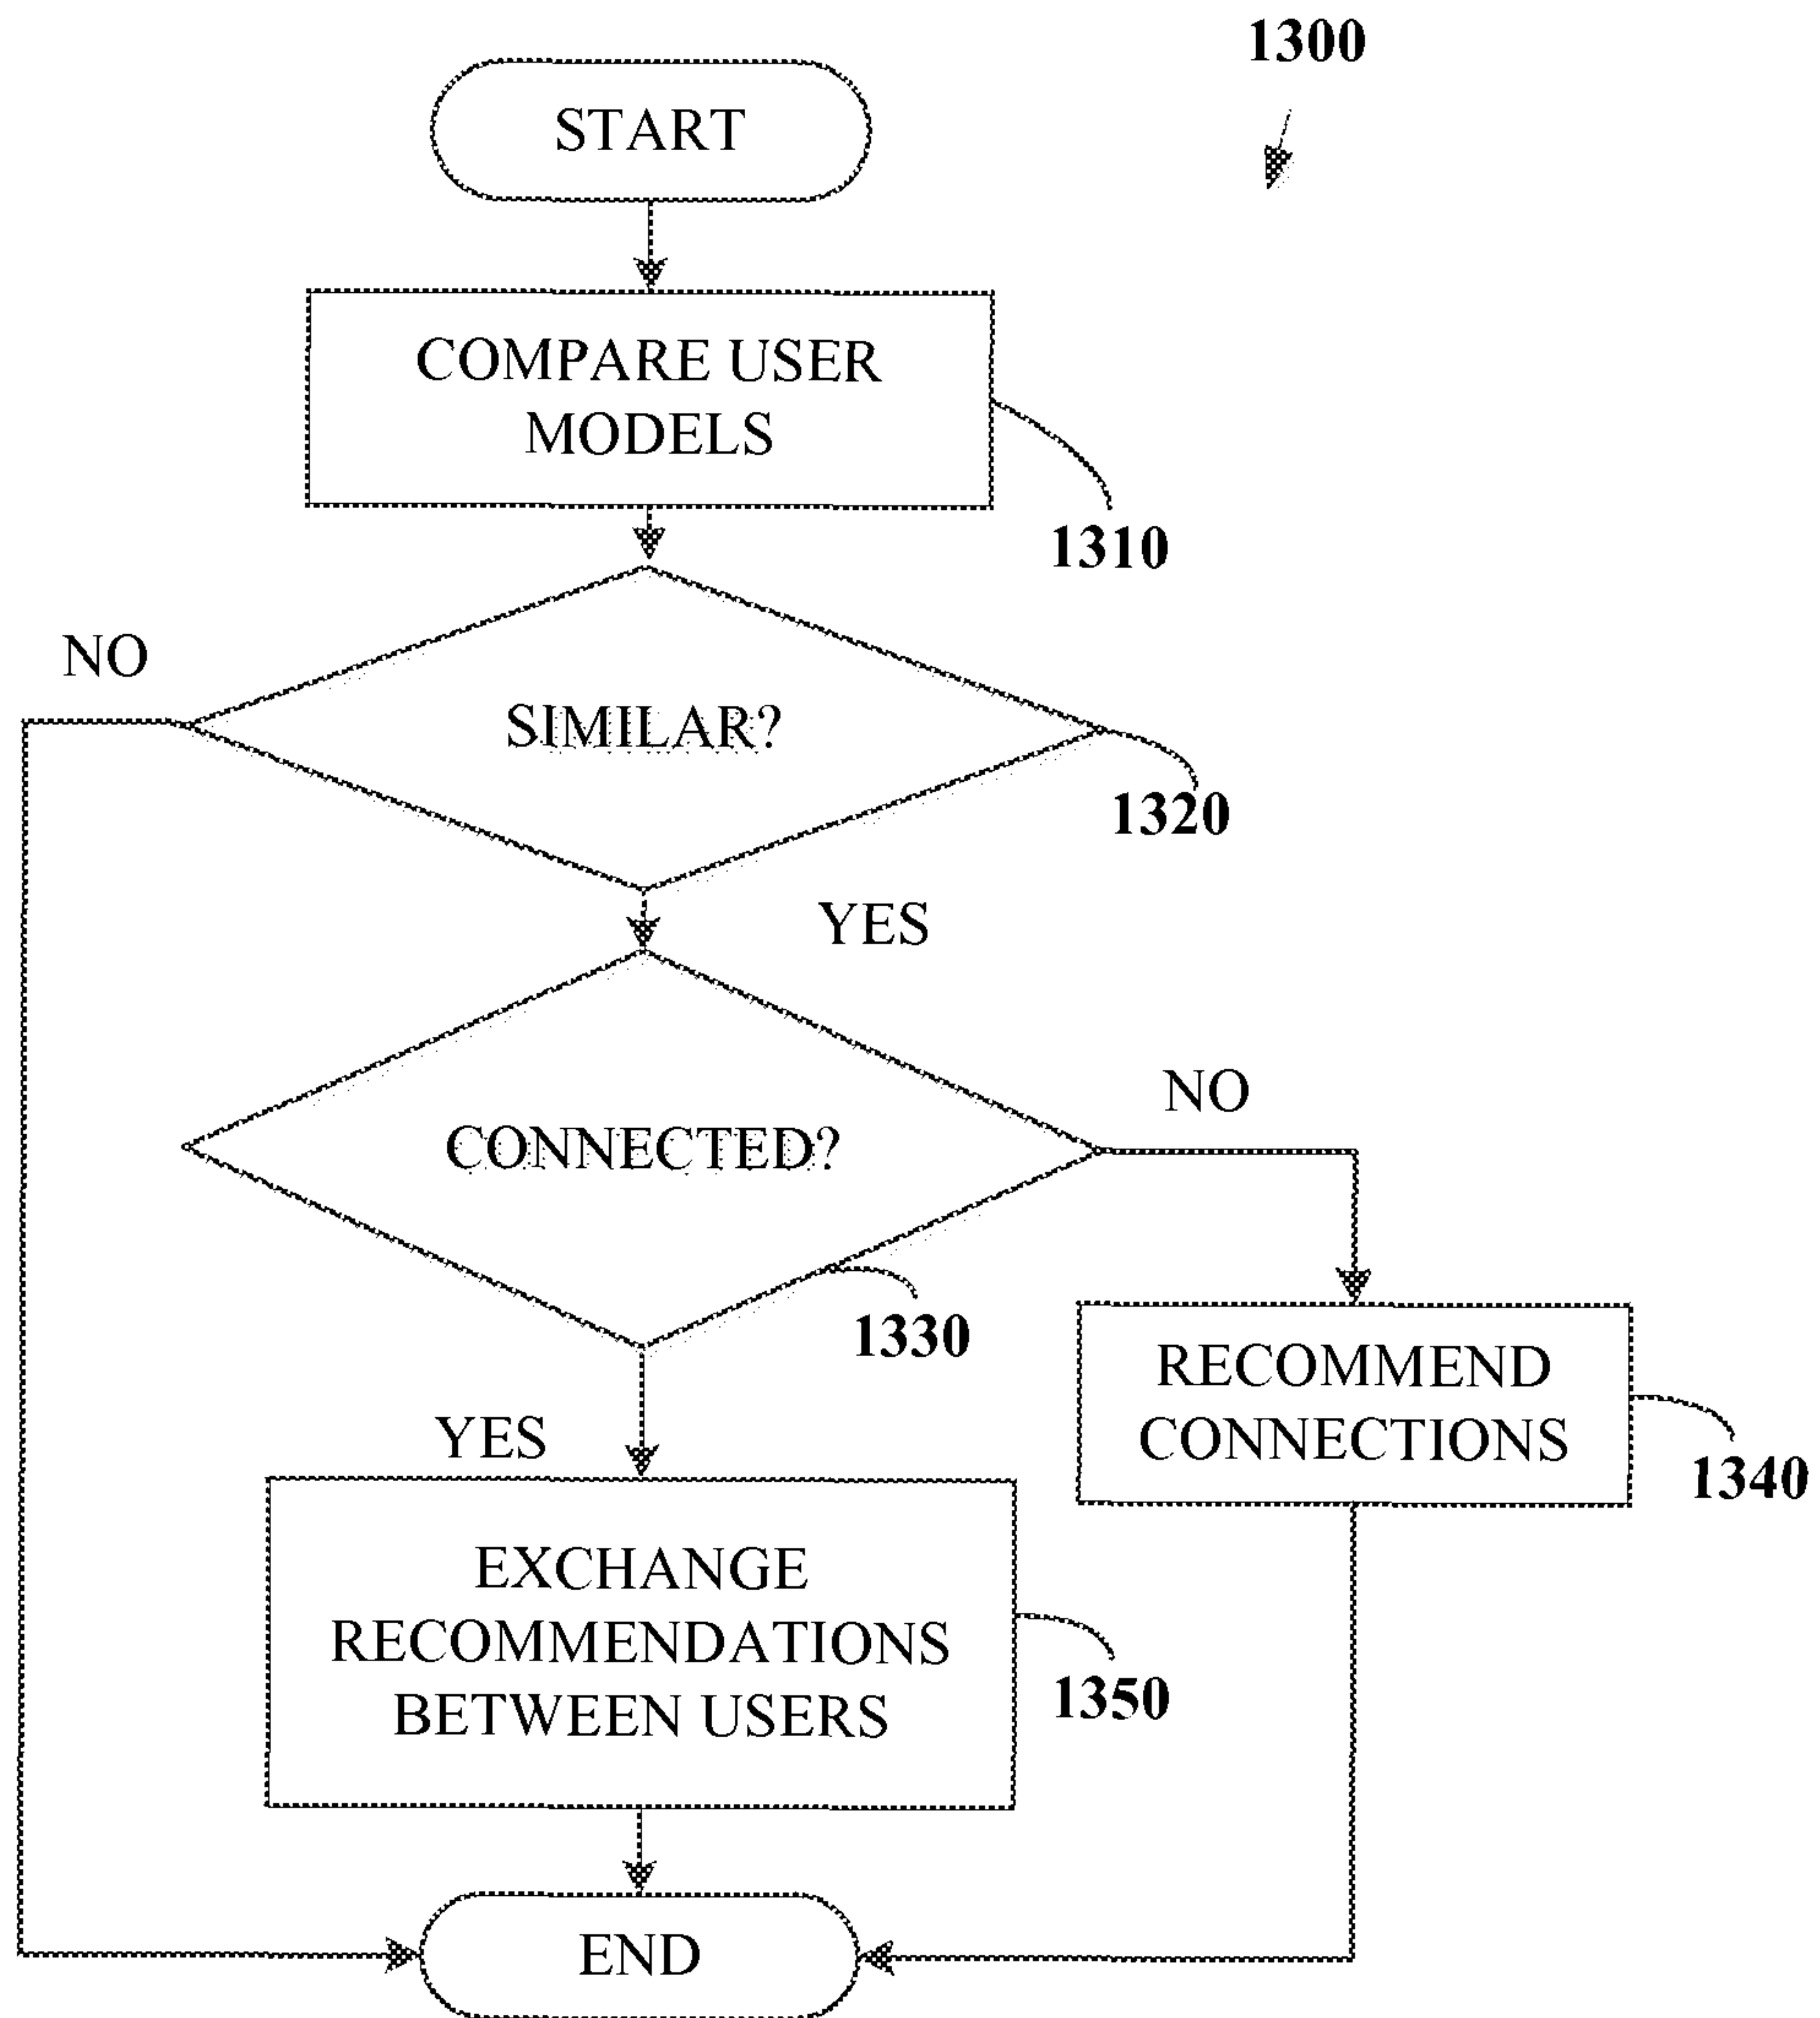 1300
START
COMPARE USER
MODELS
1310
NO
SIMILAR?
1320
YES
CONNECTED?
NO
1330
RECOMMEND
CONNECTIONS
1340
YES
EXCHANGE
RECOMMENDATIONS
BETWEEN USERS
1350
END